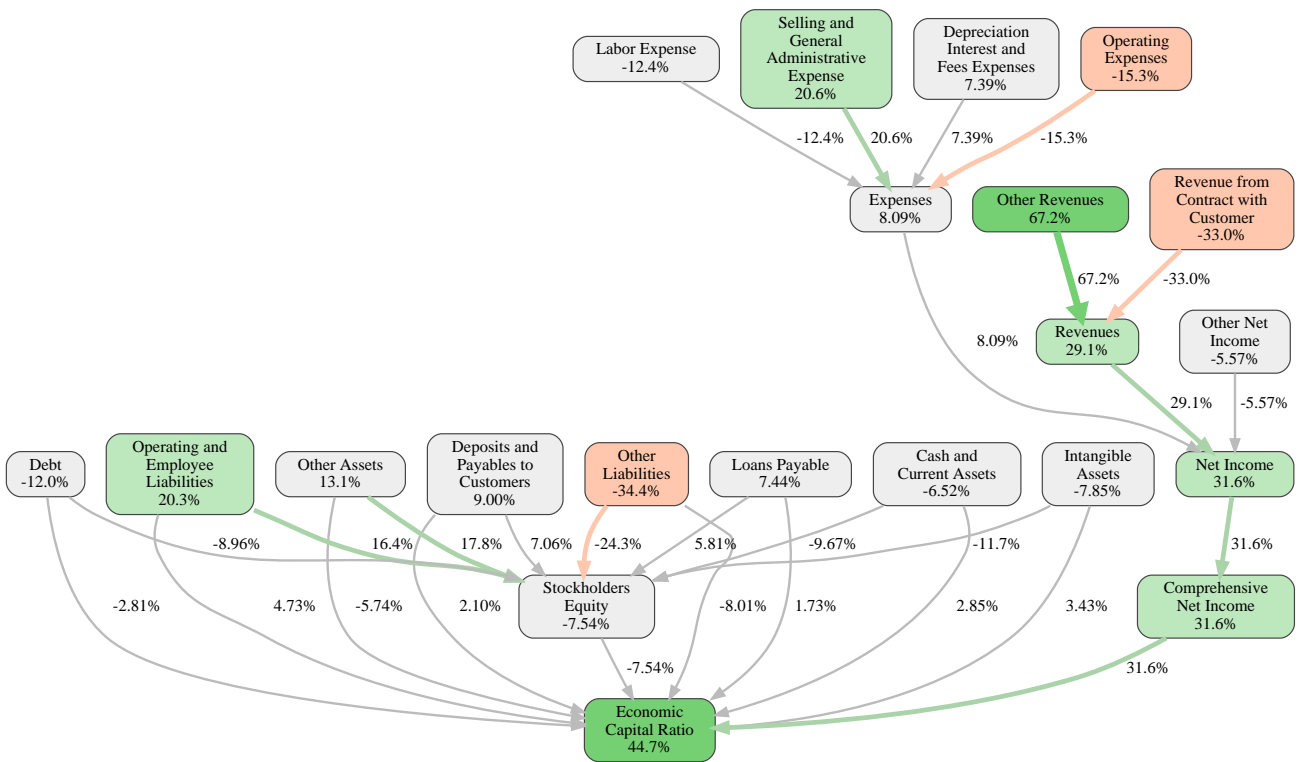 Labor Expense
-12.4%
Selling and
General
Administrative
Expense
20.6%
Depreciation
Interest and
Fees Expenses
7.39%
Operating
Expenses
-15.3%
-12.4%
20.6%
7.39%
-15.3%
Expenses
8.09%
Other Revenues
67.2%
Revenue from
Contract with
Customer
-33.0%
67.2%
-33.0%
8.09%
Revenues
29.1%
Other Net
Income
-5.57%
29.1%
-5.57%
Debt
-12.0%
Operating and
Employee
Liabilities
20.3%
Other Assets
13.1%
Deposits and
Payables to
Customers
9.00%
Other
Liabilities
-34.4%
Loans Payable
7.44%
Cash and
Current Assets
-6.52%
Intangible
Assets
-7.85%
Net Income
31.6%
-8.96%
16.4%
17.8%
7.06%
-24.3%
5.81%
-9.67%
-11.7%
31.6%
Stockholders
Equity
-7.54%
Comprehensive
Net Income
31.6%
-2.81%
4.73%
-5.74%
2.10%
-8.01%
1.73%
2.85%
3.43%
-7.54%
31.6%
Economic
Capital Ratio
44.7%